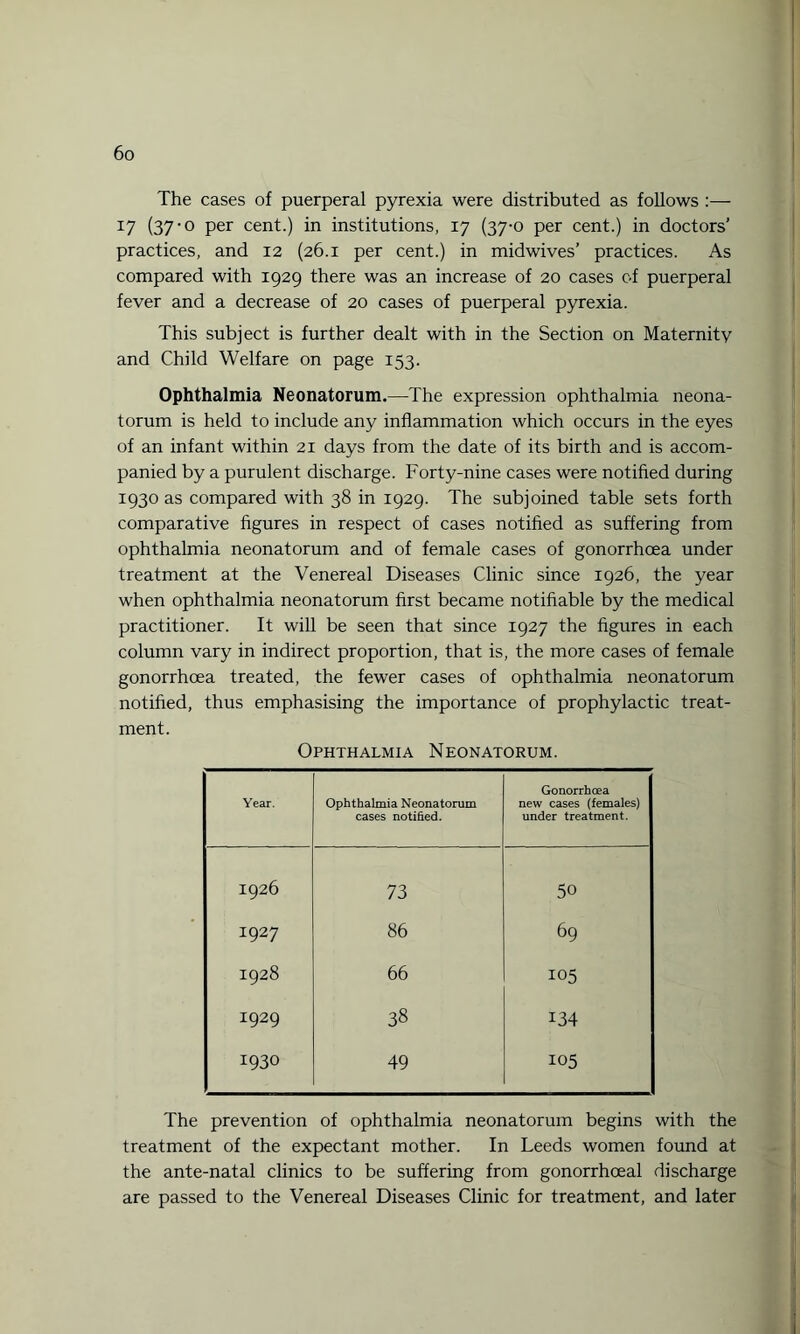 60
The cases of puerperal pyrexia were distributed as follows :—
17 (37·0 per cent.) in institutions, 17 (37·0 per cent.) in doctors'
practices, and 12 (26.1 per cent.) in midwives' practices. As
compared with 1929 there was an increase of 20 cases of puerperal
fever and a decrease of 20 cases of puerperal pyrexia.
This subject is further dealt with in the Section on Maternity
and Child Welfare on page 153.
Ophthalmia Neonatorum.—The expression ophthalmia neona-
torum is held to include any inflammation which occurs in the eyes
of an infant within 21 days from the date of its birth and is accom-
panied by a purulent discharge. Forty-nine cases were notified during
1930 as compared with 38 in 1929. The subjoined table sets forth
comparative figures in respect of cases notified as suffering from
ophthalmia neonatorum and of female cases of gonorrhœa under
treatment at the Venereal Diseases Clinic since 1926, the year
when ophthalmia neonatorum first became notifiable by the medical
practitioner. It will be seen that since 1927 the figures in each
column vary in indirect proportion, that is, the more cases of female
gonorrhœa treated, the fewer cases of ophthalmia neonatorum
notified, thus emphasising the importance of prophylactic treat-
ment.
Ophthalmia Neonatorum.
Year. Ophthalmia Neonatorum cases notified. Gonorrhœa new cases (females) under treatment.
1926 73 50
1927 86 69
1928 66 105
1929 38 134
1930 49 105
The prevention of ophthalmia neonatorum begins with the
treatment of the expectant mother. In Leeds women found at
the ante-natal clinics to be suffering from gonorrhœal discharge
are passed to the Venereal Diseases Clinic for treatment, and later